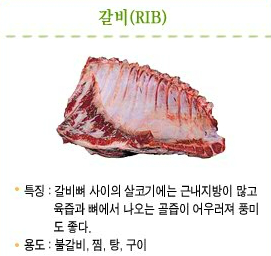 갈비(RIB)
• 특징 : 갈비뼈 사이의 살코기에는 근내지방이 많고
육즙과 뼈에서 나오는 골즙이 어우러져 풍미
도 좋다.
• 용도 : 불갈비, 찜, 탕, 구이